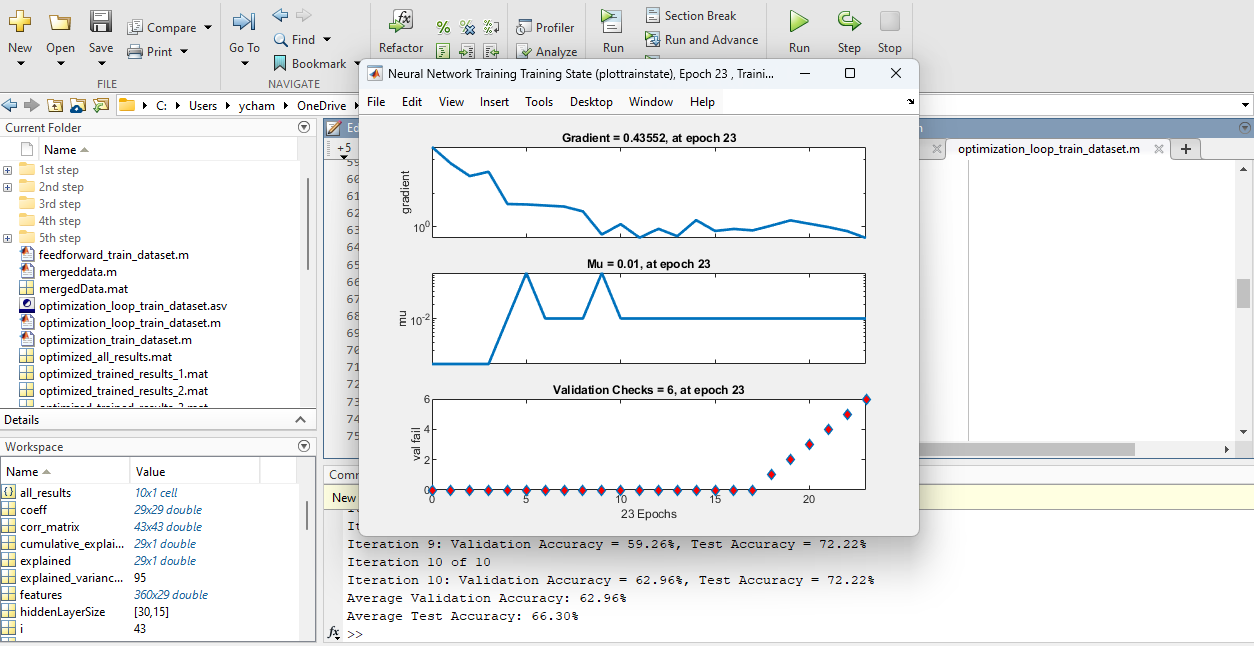 New
Open
Save
Compare
Print
FILE
Go To
Find
Bookmark
NAVIGATE
Refactor
Profiler
Analyze
Run
Section Break
Run and Advance
Run
Step
Stop
C:
Users
ycham
OneDrive
Current Folder
Name
1st step
2nd step
3rd step
4th step
5th step
feedforward_train_dataset.m
mergeddata.m
mergedData.mat
optimization_loop_train_dataset.asv
optimization_loop_train_dataset.m
optimization_train_dataset.m
optimized_all_results.mat
optimized_trained_results_1.mat
optimized_trained_results_2.mat
Details
Workspace
Name Value
all_results 10x1 cell
coeff 29x29 double
corr_matrix 43x43 double
cumulative_explai... 29x1 double
explained 29x1 double
explained_varianc... 95
features 360x29 double
hiddenLayerSize [30,15]
i 43
+5
59
60
61
62
63
64
65
66
67
68
69
70
71
72
73
74
75
optimization_loop_train_dataset.m
Neural Network Training Training State (plottrainstate), Epoch 23 , Traini...
File Edit View Insert Tools Desktop Window Help
Gradient = 0.43552, at epoch 23
gradient
10^0
Mu = 0.01, at epoch 23
mu
10^-2
Validation Checks = 6, at epoch 23
val fail
6
4
2
0
0 5 10 15 20
23 Epochs
Comm
New
Iteration 9: Validation Accuracy = 59.26%, Test Accuracy = 72.22%
Iteration 10 of 10
Iteration 10: Validation Accuracy = 62.96%, Test Accuracy = 72.22%
Average Validation Accuracy: 62.96%
Average Test Accuracy: 66.30%
fx >>